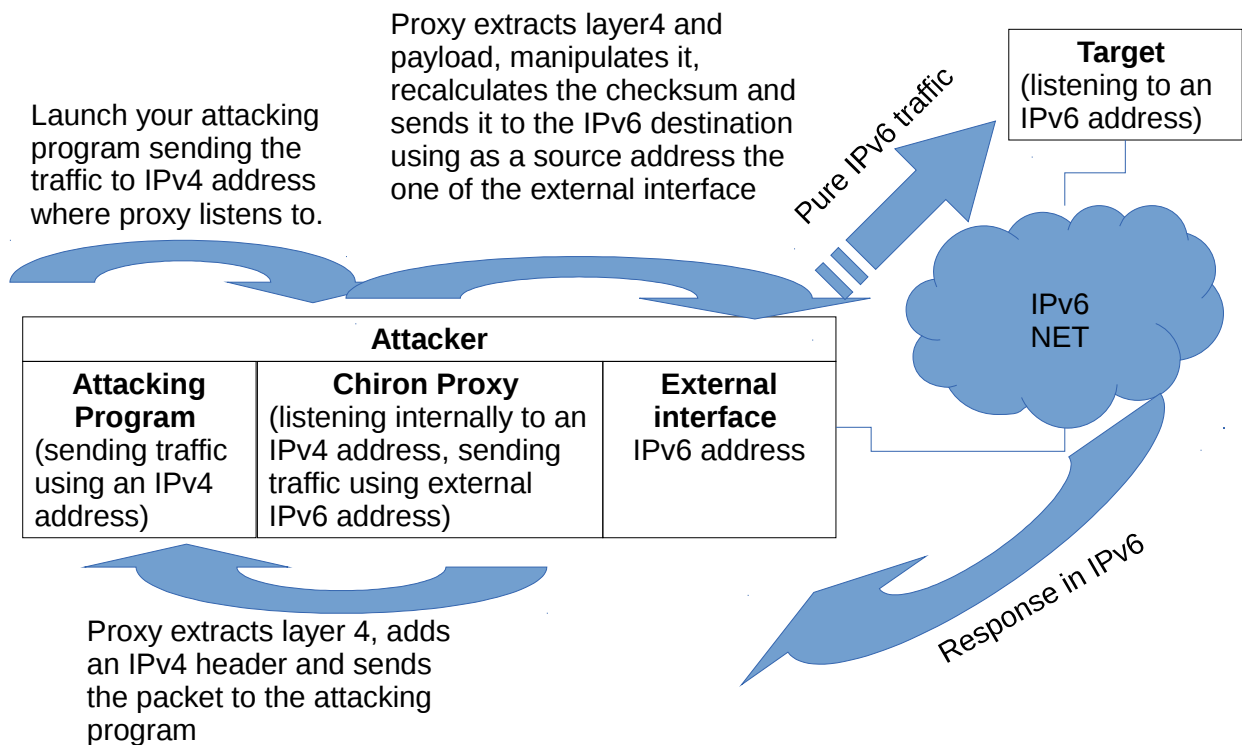 Proxy extracts layer4 and
payload, manipulates it,
recalculates the checksum and
sends it to the IPv6 destination
using as a source address the
one of the external interface
Target
(listening to an
IPv6 address)
Launch your attacking
program sending the
traffic to IPv4 address
where proxy listens to.
Pure IPv6 traffic
IPv6
NET
Attacker
Attacking
Program
(sending traffic
using an IPv4
address)
Chiron Proxy
(listening internally to an
IPv4 address, sending
traffic using external
IPv6 address)
External
interface
IPv6 address
Response in IPv6
Proxy extracts layer 4, adds
an IPv4 header and sends
the packet to the attacking
program